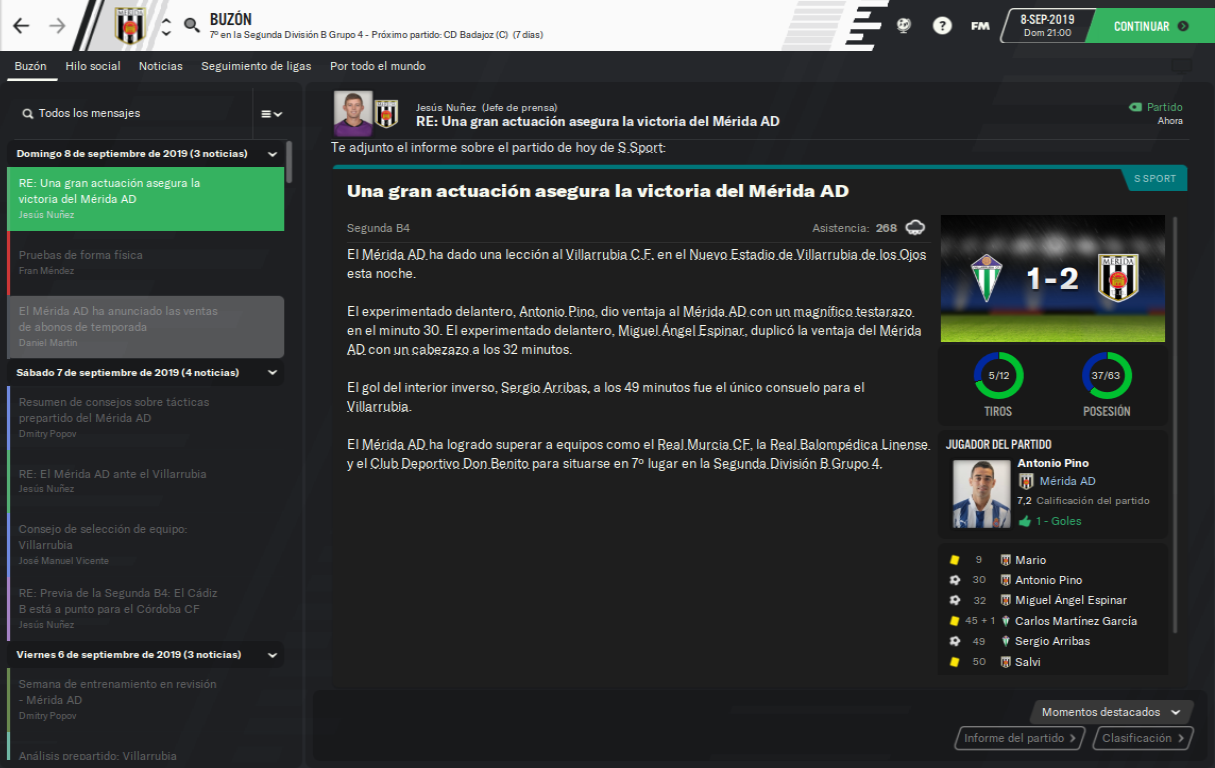 BUZÓN
7º en la Segunda División B Grupo 4 - Próximo partido: CD Badajoz (C) (7 días)
?
FM
8-SEP-2019
Dom 21:00
CONTINUAR
Buzón
Hilo social
Noticias
Seguimiento de ligas
Por todo el mundo
Todos los mensajes
Domingo 8 de septiembre de 2019 (3 noticias)
RE: Una gran actuación asegura la
victoria del Mérida AD
Jesús Nuñez
Pruebas de forma física
Fran Méndez
El Mérida AD ha anunciado las ventas
de abonos de temporada
Daniel Martín
Sábado 7 de septiembre de 2019 (4 noticias)
Resumen de consejos sobre tácticas
prepartido del Mérida AD
Dmitry Popov
RE: El Mérida AD ante el Villarrubia
Jesús Nuñez
Consejo de selección de equipo:
Villarrubia
José Manuel Vicente
RE: Previa de la Segunda B4: El Cádiz
B está a punto para el Córdoba CF
Jesús Nuñez
Viernes 6 de septiembre de 2019 (3 noticias)
Semana de entrenamiento en revisión
- Mérida AD
Dmitry Popov
Análisis prepartido: Villarrubia
Jesús Nuñez (Jefe de prensa)
RE: Una gran actuación asegura la victoria del Mérida AD
Partido
Ahora
Te adjunto el informe sobre el partido de hoy de S Sport:
S SPORT
Una gran actuación asegura la victoria del Mérida AD
Segunda B4
Asistencia: 268
El Mérida AD ha dado una lección al Villarrubia C.F. en el Nuevo Estadio de Villarrubia de los Ojos
esta noche.
El experimentado delantero, Antonio Pino, dio ventaja al Mérida AD con un magnífico testarazo
en el minuto 30. El experimentado delantero, Miguel Ángel Espinar, duplicó la ventaja del Mérida
AD con un cabezazo a los 32 minutos.
El gol del interior inverso, Sergio Arribas, a los 49 minutos fue el único consuelo para el
Villarrubia.
El Mérida AD ha logrado superar a equipos como el Real Murcia CF, la Real Balompédica Linense
y el Club Deportivo Don Benito para situarse en 7º lugar en la Segunda División B Grupo 4.
MÉRIDA
1-2
5/12
TIROS
37/63
POSESIÓN
JUGADOR DEL PARTIDO
Antonio Pino
Mérida AD
7,2 Calificación del partido
1 - Goles
9 Mario
30 Antonio Pino
32 Miguel Ángel Espinar
45 + 1 Carlos Martínez García
49 Sergio Arribas
50 Salvi
Momentos destacados
Informe del partido
Clasificación